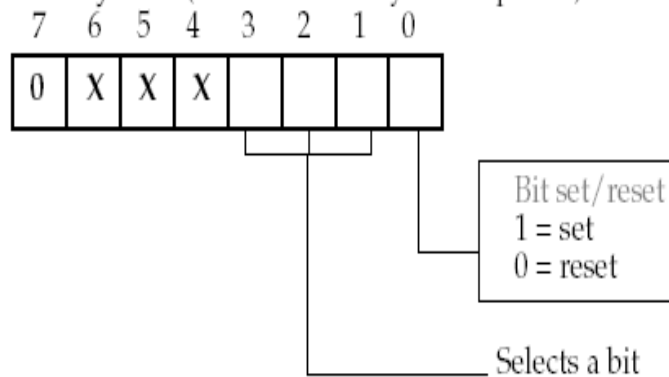 7 6 5 4 3 2 1 0
0 X X X
Bit set/reset
1 = set
0 = reset
Selects a bit